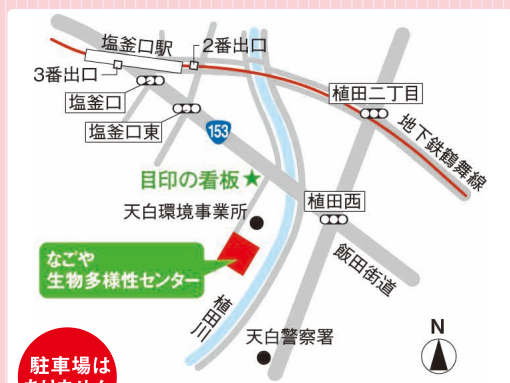 塩釜口駅
2番出口
3番出口
塩釜口
塩釜口東
153
植田二丁目
地下鉄鶴舞線
目印の看板★
天白環境事業所
植田西
なごや
生物多様性センター
飯田街道
植田川
天白警察署
N
駐車場は